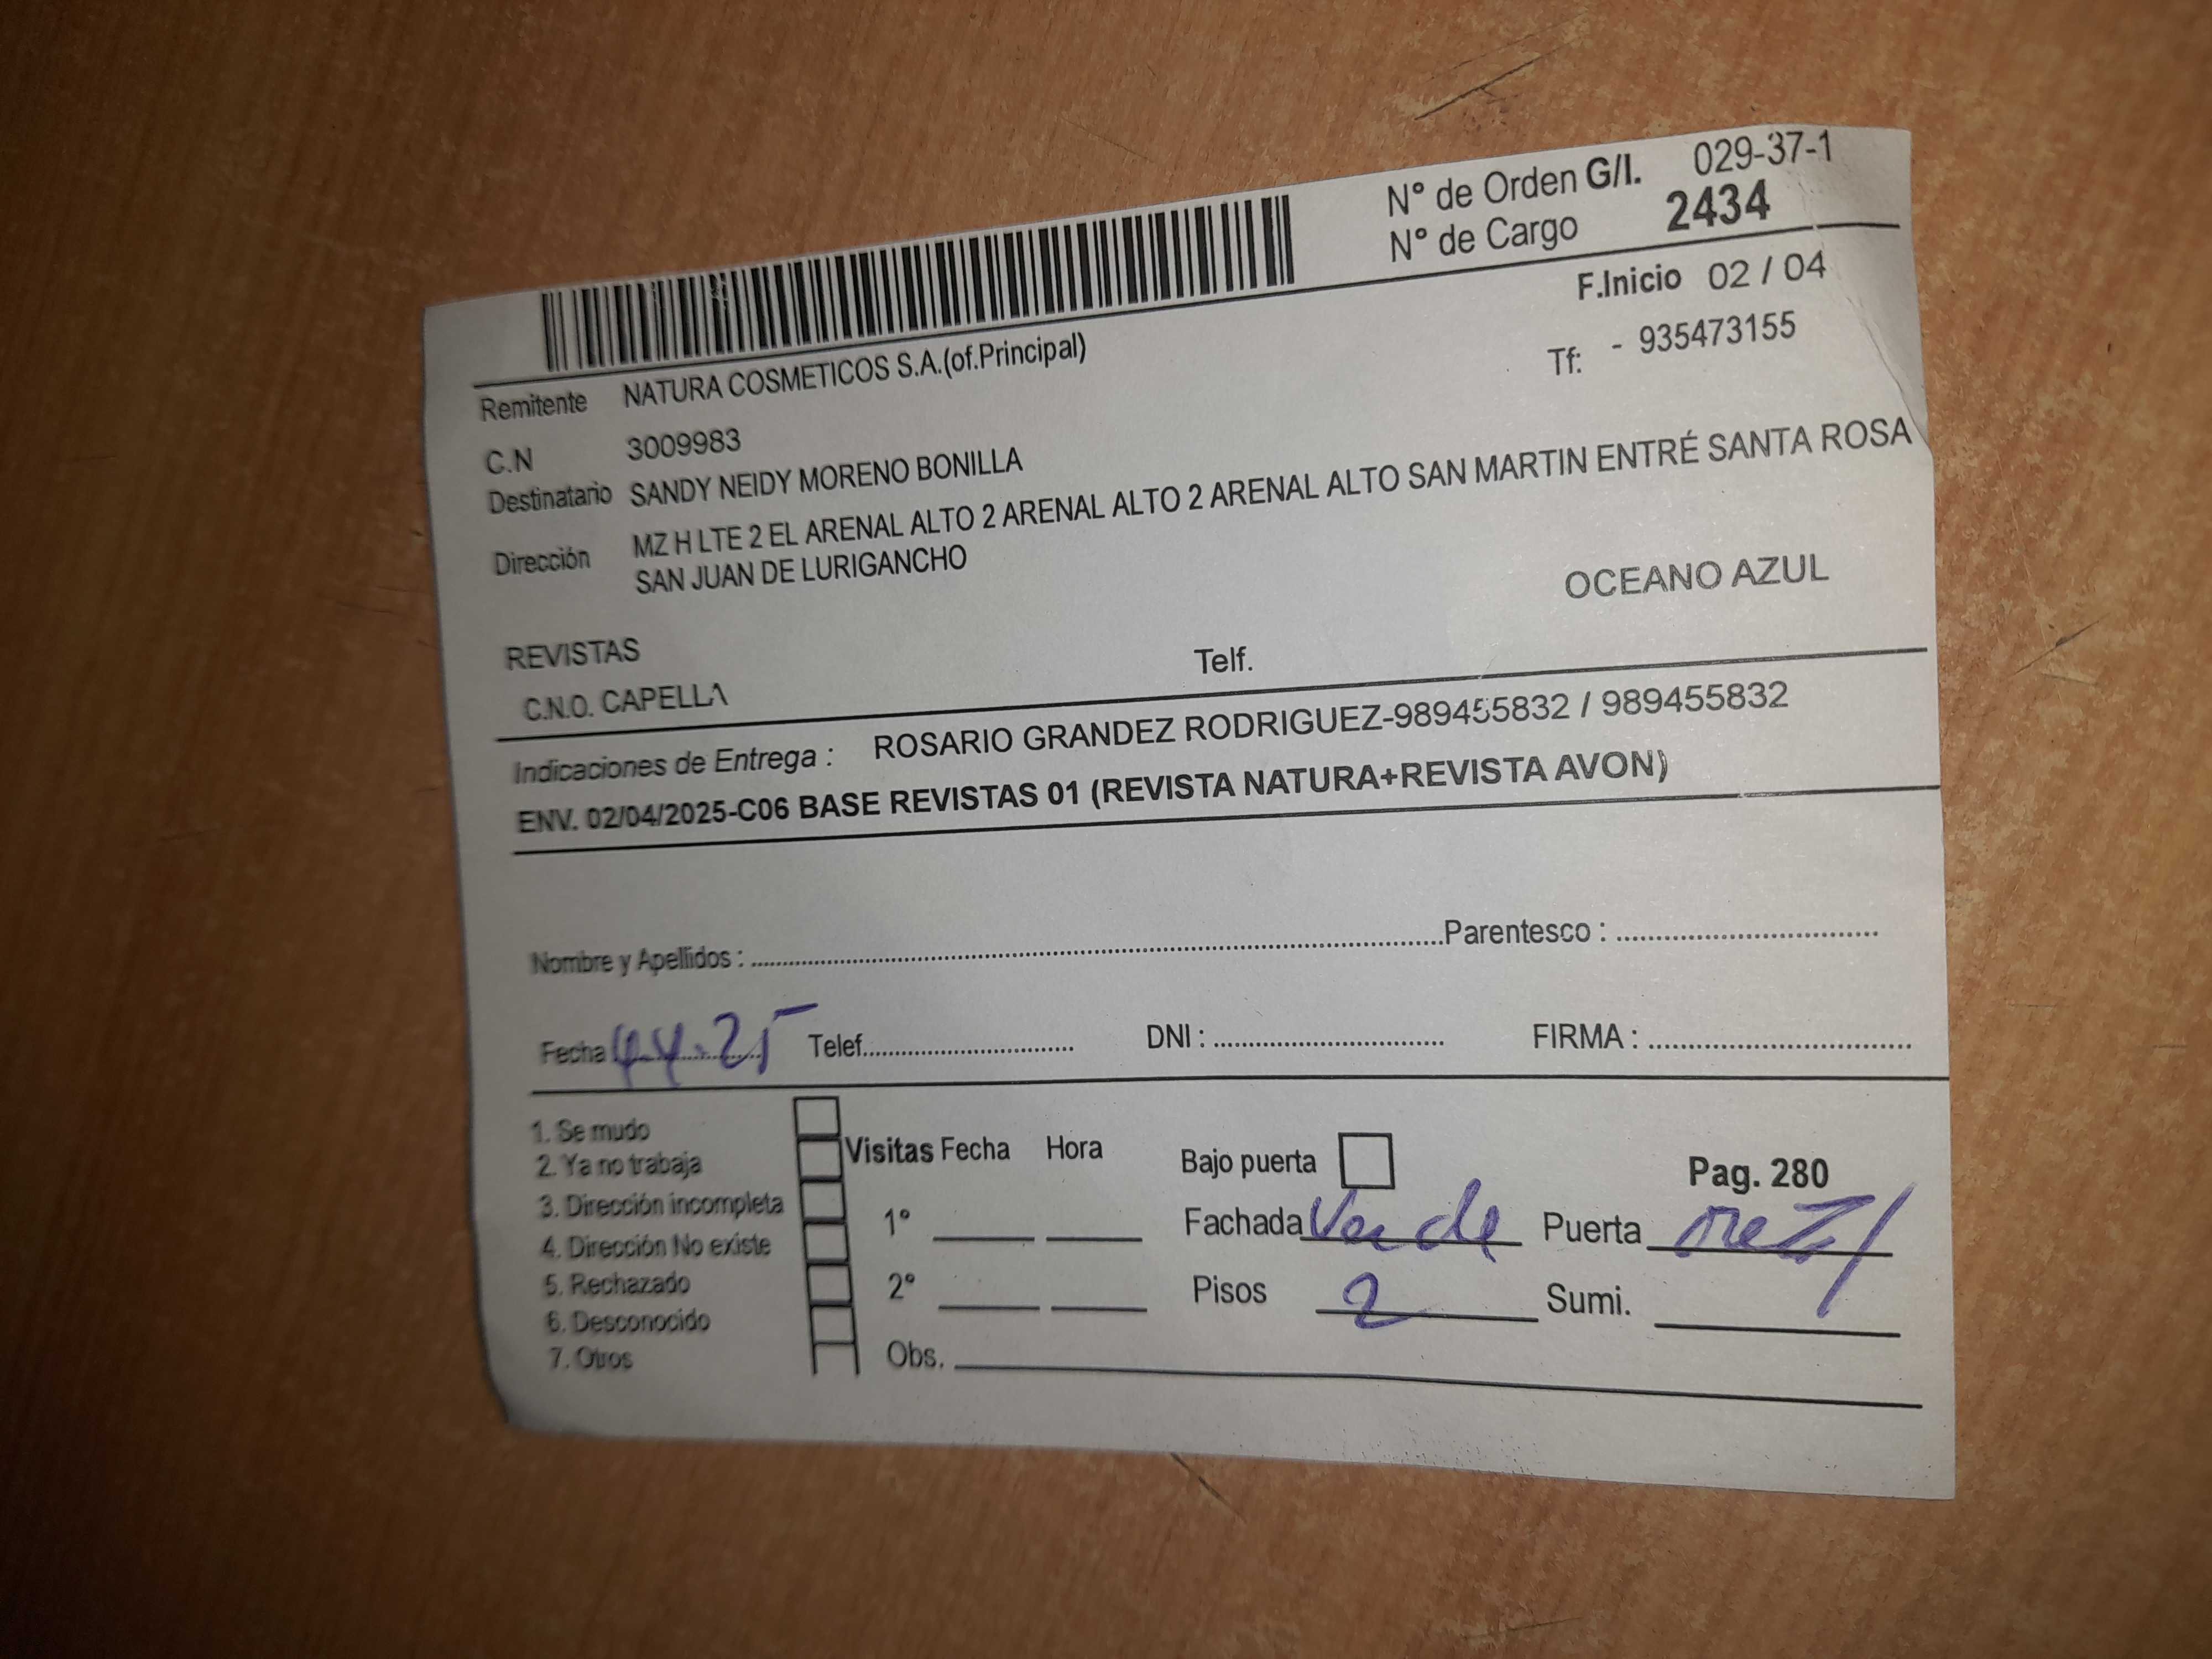 N° de Orden G/I. 029-37-1
N° de Cargo 2434
F.Inicio 02 / 04
Remitente NATURA COSMETICOS S.A.(of.Principal)
Tf: - 935473155
C.N 3009983
Destinatario SANDY NEIDY MORENO BONILLA
Dirección MZ H LTE 2 EL ARENAL ALTO 2 ARENAL ALTO 2 ARENAL ALTO SAN MARTIN ENTRÉ SANTA ROSA
SAN JUAN DE LURIGANCHO
OCEANO AZUL
REVISTAS
C.N.O. CAPELLA Telf.
Indicaciones de Entrega : ROSARIO GRANDEZ RODRIGUEZ-989455832 / 989455832
ENV. 02/04/2025-C06 BASE REVISTAS 01 (REVISTA NATURA+REVISTA AVON)
Nombre y Apellidos : Parentesco :
Fecha 4-4-25 Telef. DNI : FIRMA :
1. Se mudo
2. Ya no trabaja
3. Dirección incompleta
4. Dirección No existe
5. Rechazado
6. Desconocido
7. Otros
Visitas Fecha Hora
1°
2°
Obs.
Bajo puerta Pag. 280
Fachada Verde Puerta
Pisos 2 Sumi.